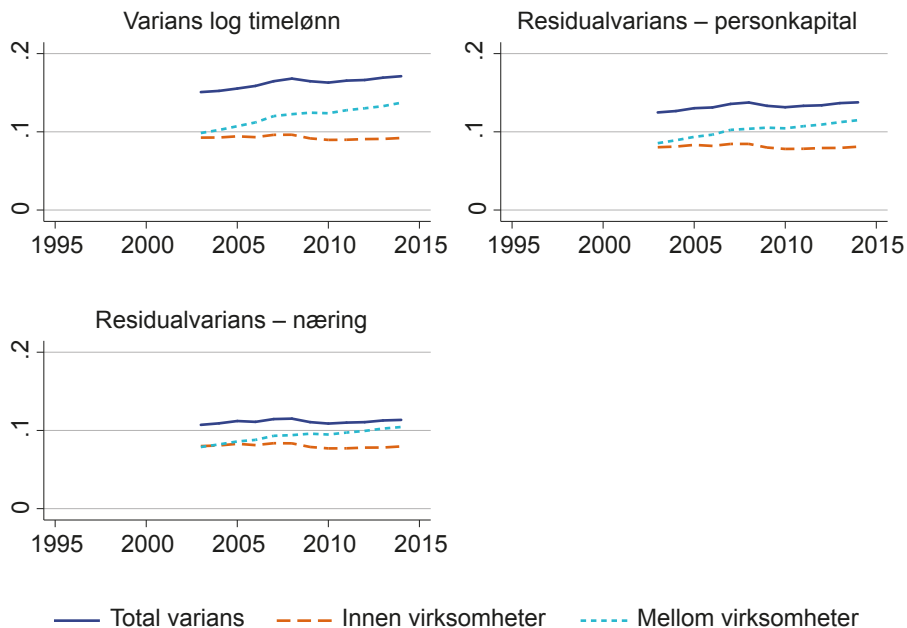 Varians log timelønn
.2
.1
0
1995 2000 2005 2010 2015
Residualvarians – personkapital
.2
.1
0
1995 2000 2005 2010 2015
Residualvarians – næring
.2
.1
0
1995 2000 2005 2010 2015
Total varians Innen virksomheter Mellom virksomheter